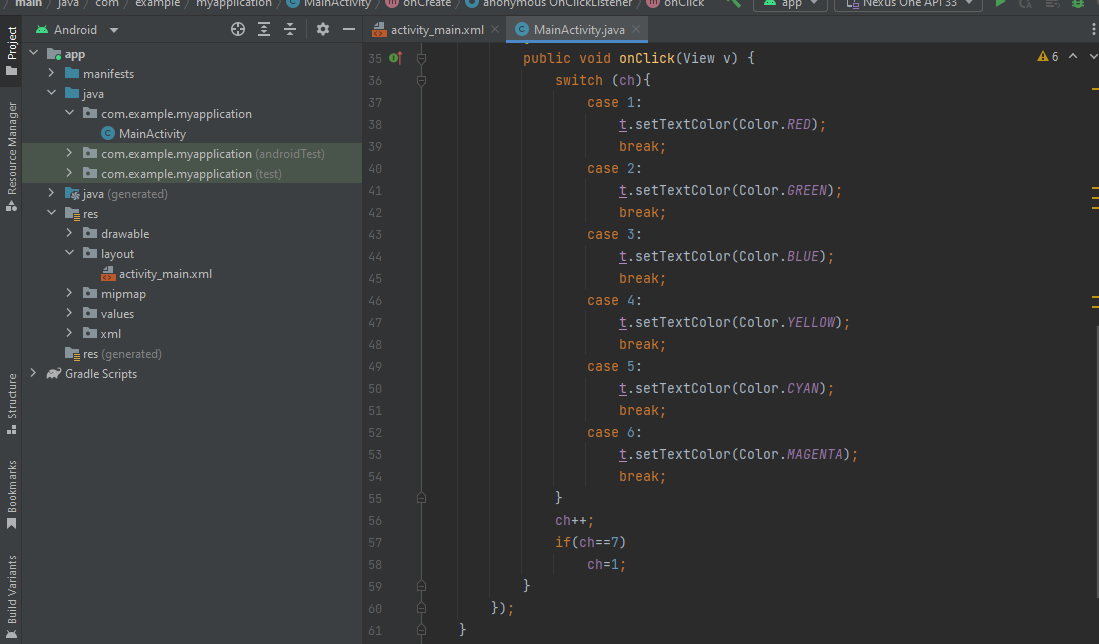 main / java / com / example / myapplication / MainActivity / onCreate / anonymous OnClickListener / onClick app Nexus One API 33
Android
activity_main.xml MainActivity.java
Project
Resource Manager
Structure
Bookmarks
Build Variants
app
manifests
java
com.example.myapplication
MainActivity
com.example.myapplication (androidTest)
com.example.myapplication (test)
java (generated)
res
drawable
layout
activity_main.xml
mipmap
values
xml
res (generated)
Gradle Scripts
6
35 public void onClick(View v) {
36 switch (ch){
37 case 1:
38 t.setTextColor(Color.RED);
39 break;
40 case 2:
41 t.setTextColor(Color.GREEN);
42 break;
43 case 3:
44 t.setTextColor(Color.BLUE);
45 break;
46 case 4:
47 t.setTextColor(Color.YELLOW);
48 break;
49 case 5:
50 t.setTextColor(Color.CYAN);
51 break;
52 case 6:
53 t.setTextColor(Color.MAGENTA);
54 break;
55 }
56 ch++;
57 if(ch==7)
58 ch=1;
59 }
60 });
61 }